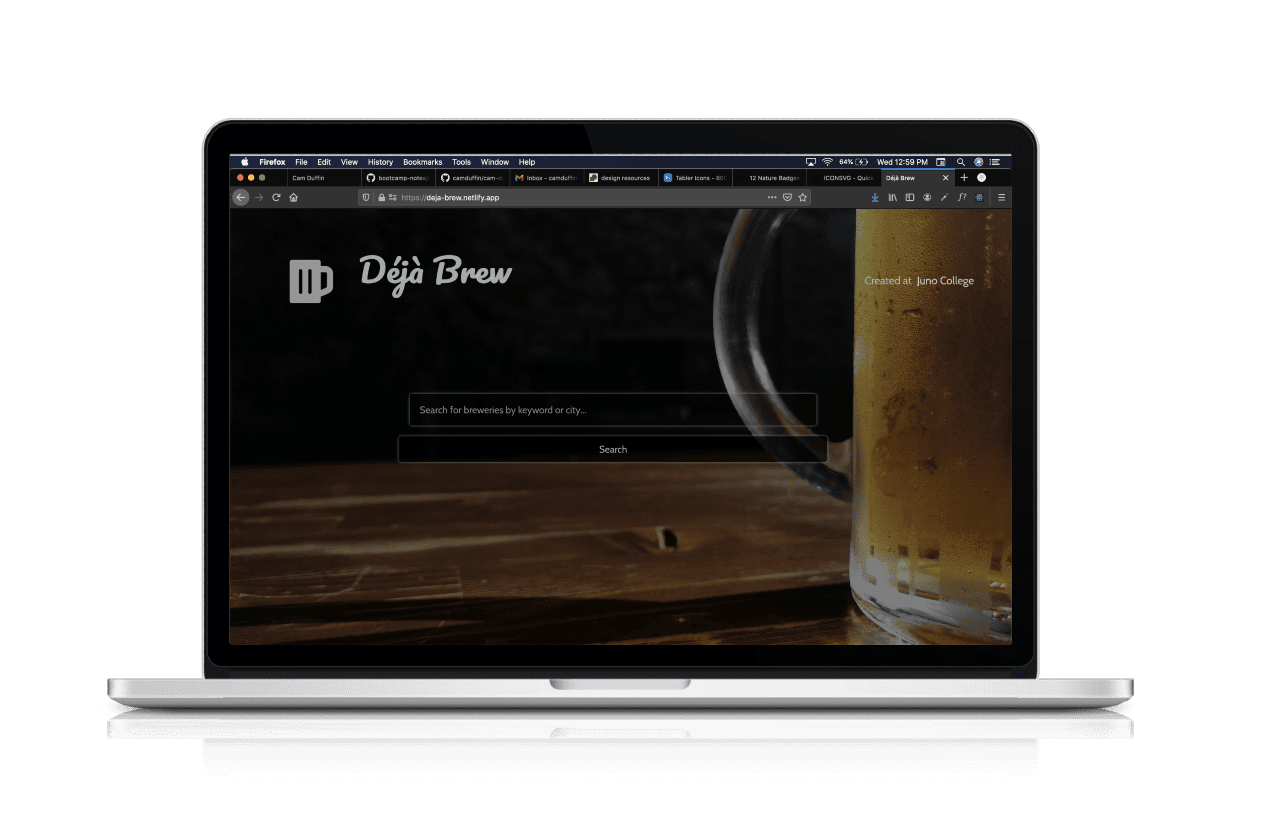 Firefox File Edit View History Bookmarks Tools Window Help 64% Wed 12:59 PM
Cam Duffin bootcamp-notes/ camduffin/cam-d Inbox - camduffin design resources Tabler Icons - 800 12 Nature Badges ICONSVG - Quick Déjà Brew
https://deja-brew.netlify.app
Déjà Brew
Created at Juno College
Search for breweries by keyword or city...
Search